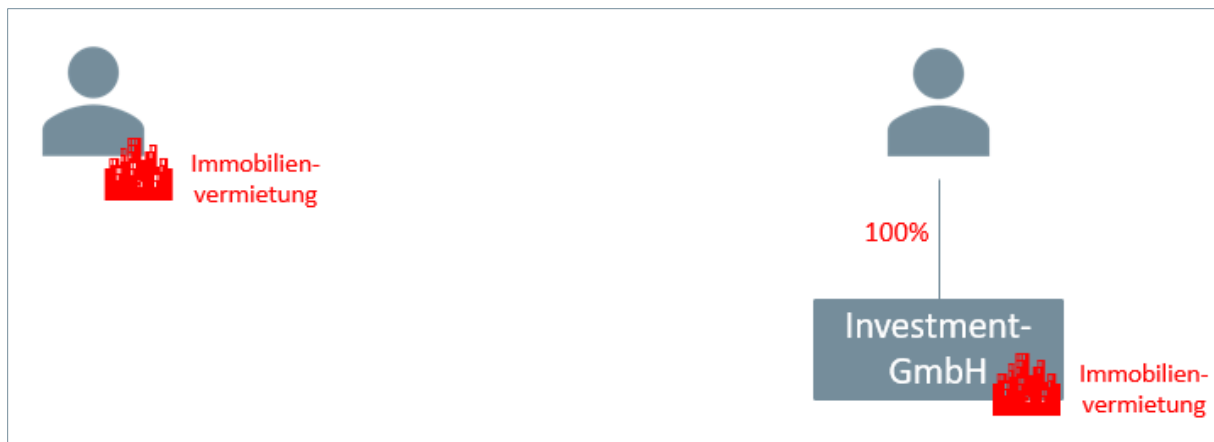 Immobilien-
vermietung
100%
Investment-
GmbH
Immobilien-
vermietung